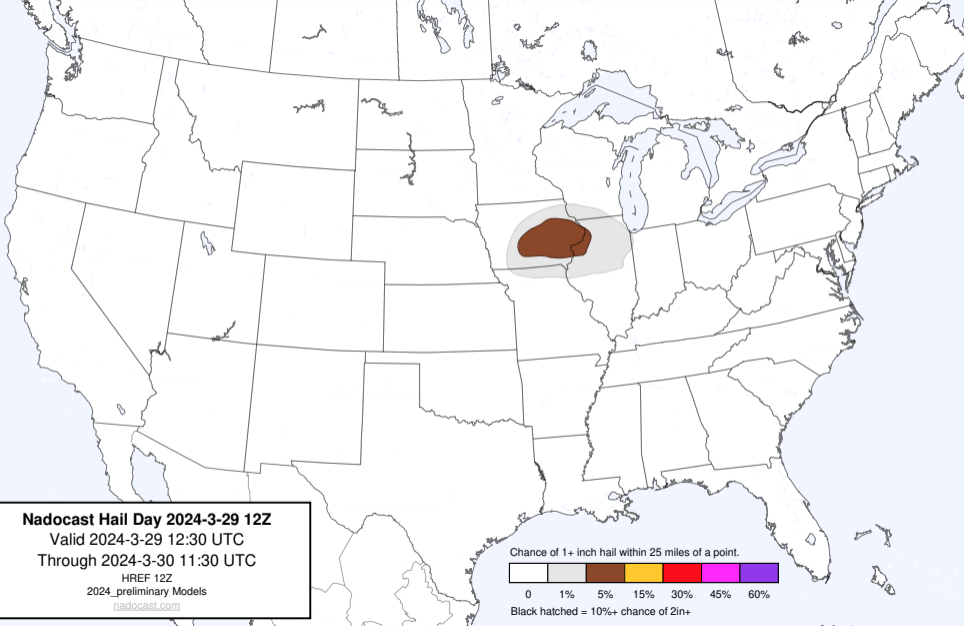 Nadocast Hail Day 2024-3-29 12Z
Valid 2024-3-29 12:30 UTC
Through 2024-3-30 11:30 UTC
HREF 12Z
2024_preliminary Models
nadocast.com
Chance of 1+ inch hail within 25 miles of a point.
0 1% 5% 15% 30% 45% 60%
Black hatched = 10%+ chance of 2in+